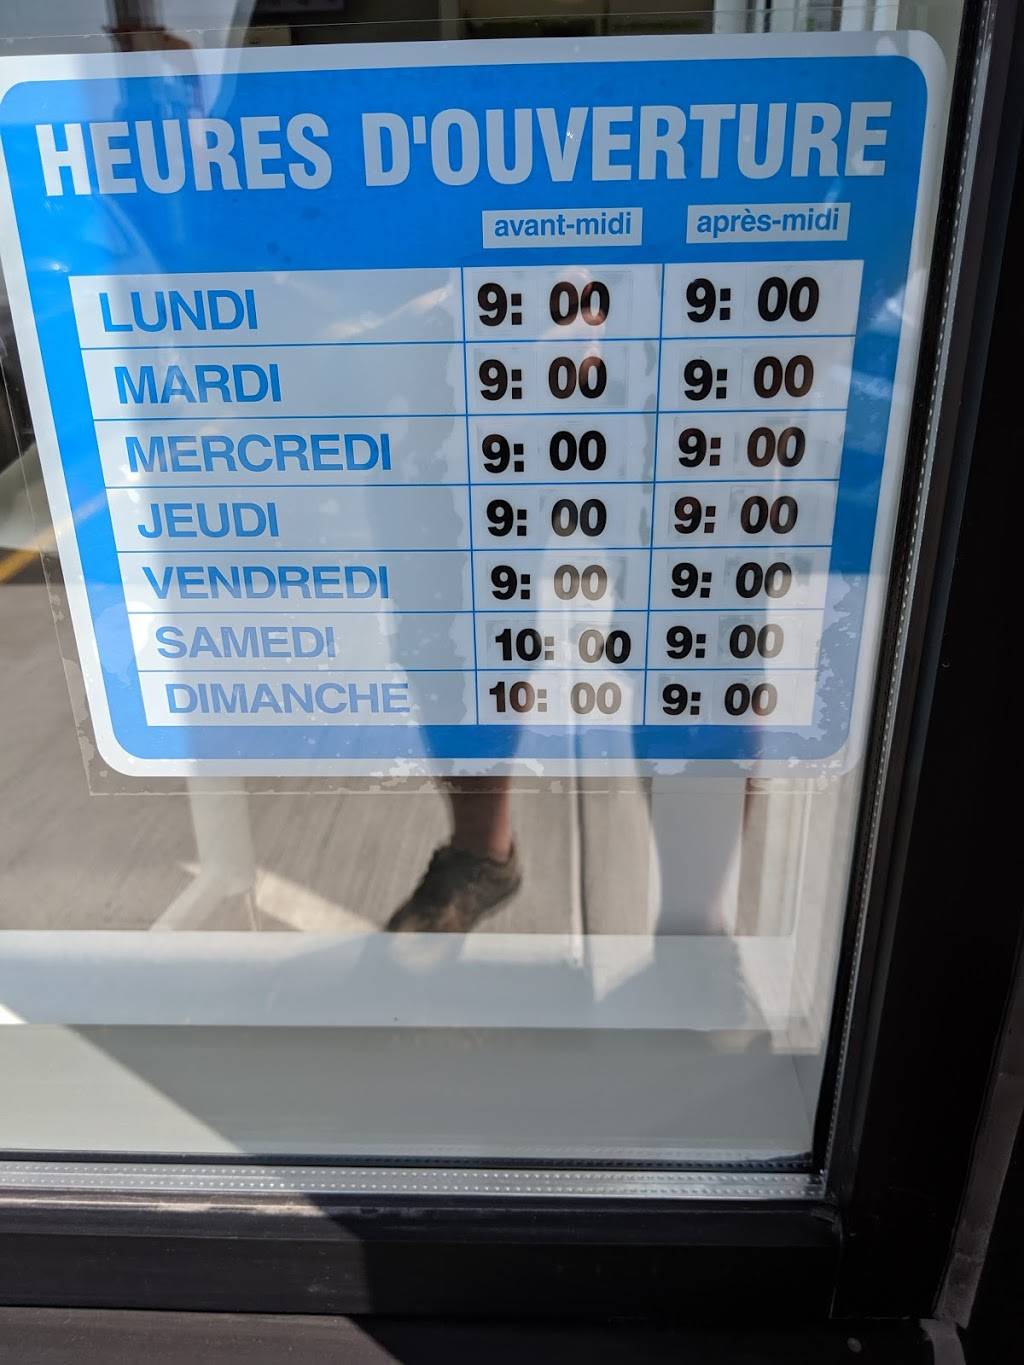 HEURES D'OUVERTURE
avant-midi après-midi
LUNDI 9: 00 9: 00
MARDI 9: 00 9: 00
MERCREDI 9: 00 9: 00
JEUDI 9: 00 9: 00
VENDREDI 9: 00 9: 00
SAMEDI 10: 00 9: 00
DIMANCHE 10: 00 9: 00